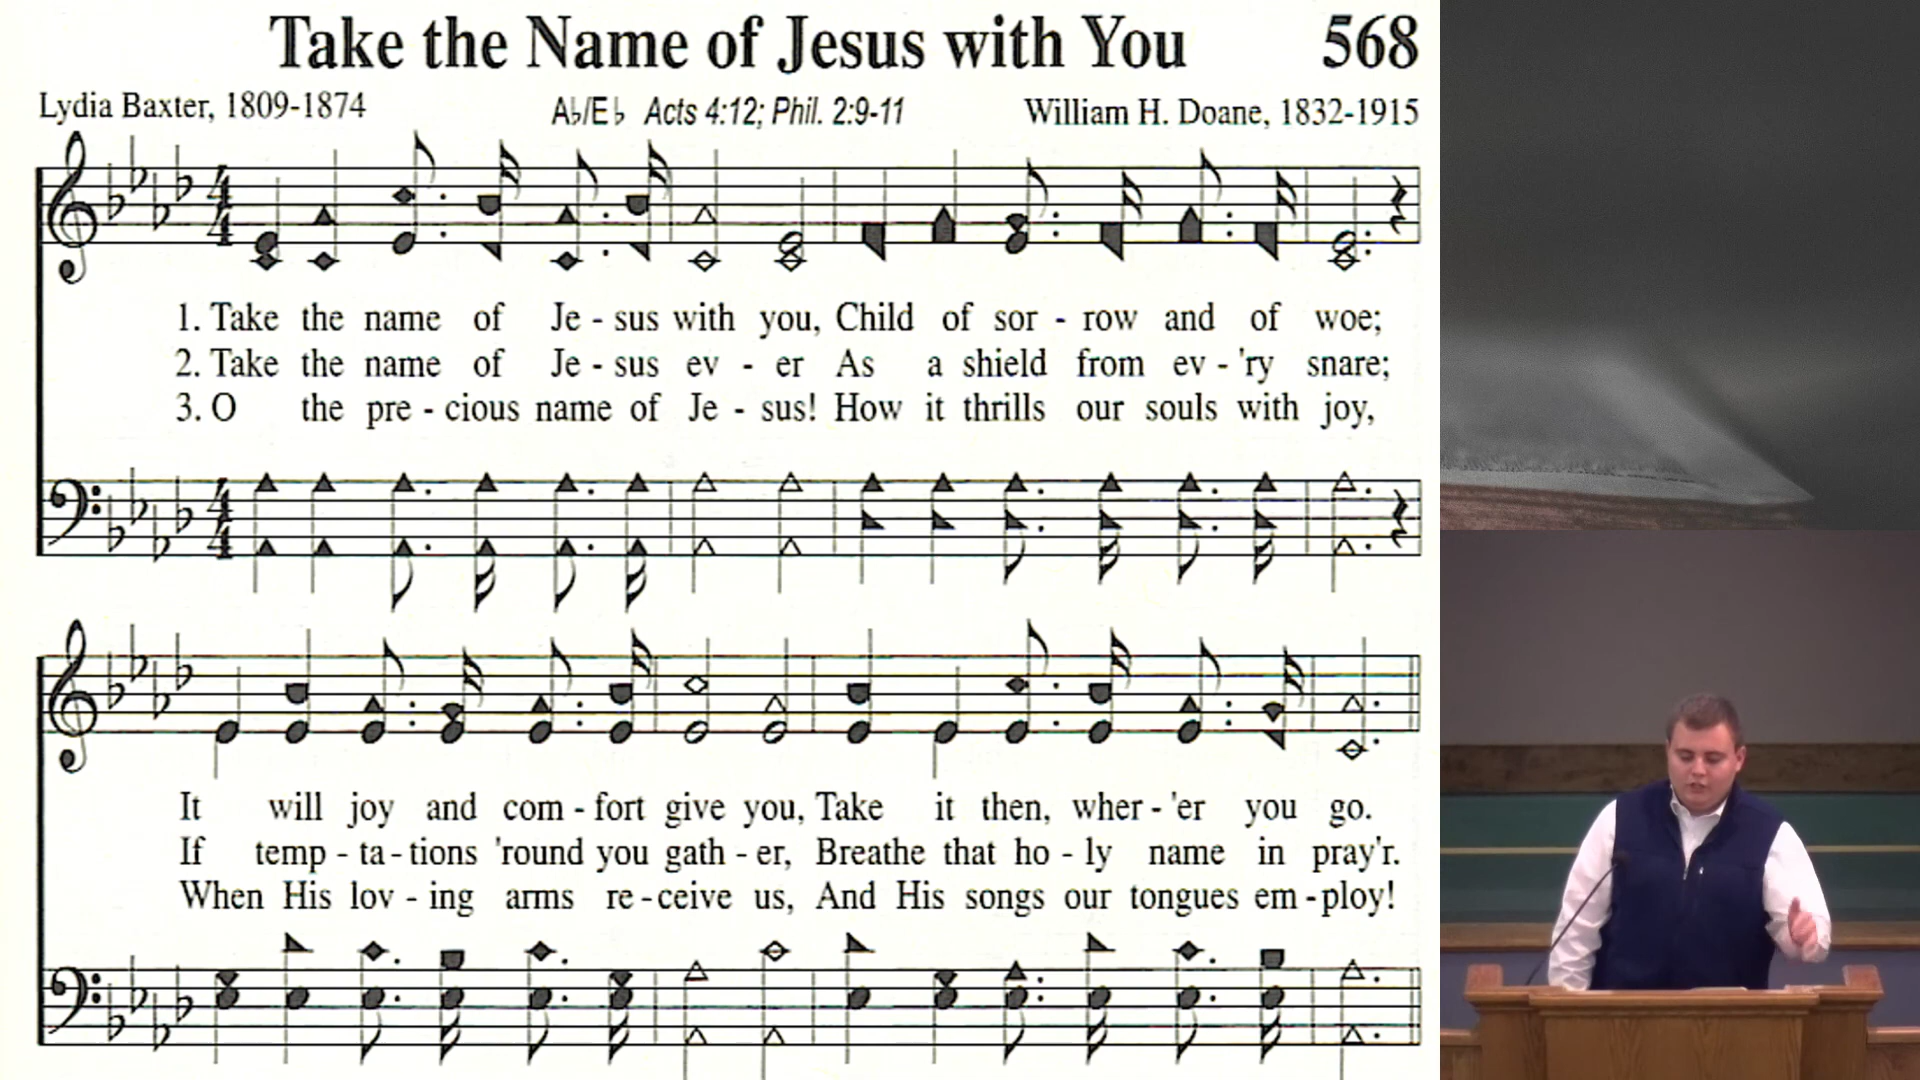 Take the Name of Jesus with You 568
Lydia Baxter, 1809-1874 A♭/E♭ Acts 4:12; Phil. 2:9-11 William H. Doane, 1832-1915
1. Take the name of Je - sus with you, Child of sor - row and of woe;
2. Take the name of Je - sus ev - er As a shield from ev - 'ry snare;
3. O the pre - cious name of Je - sus! How it thrills our souls with joy,
It will joy and com - fort give you, Take it then, wher - 'er you go.
If temp - ta - tions 'round you gath - er, Breathe that ho - ly name in pray'r.
When His lov - ing arms re - ceive us, And His songs our tongues em - ploy!